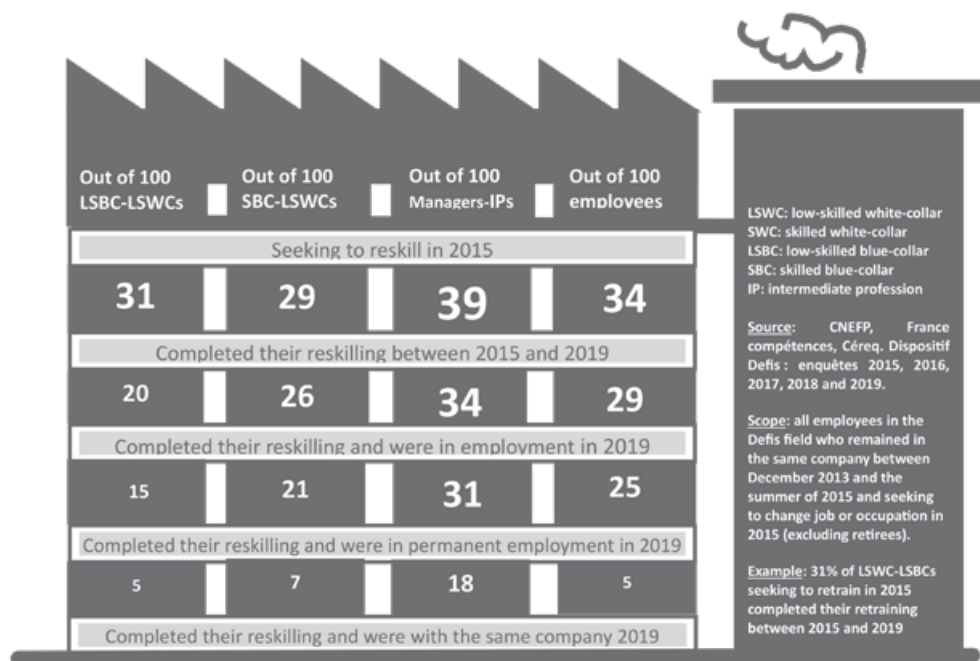 Out of 100 Out of 100 Out of 100 Out of 100
LSBC-LSWCs SBC-LSWCs Managers-IPs employees
Seeking to reskill in 2015
31 29 39 34
Completed their reskilling between 2015 and 2019
20 26 34 29
Completed their reskilling and were in employment in 2019
15 21 31 25
Completed their reskilling and were in permanent employment in 2019
5 7 18 5
Completed their reskilling and were with the same company 2019
LSWC: low-skilled white-collar
SWC: skilled white-collar
LSBC: low-skilled blue-collar
SBC: skilled blue-collar
IP: intermediate profession
Source: CNEFP, France
compétences, Céreq. Dispositif
Defis : enquêtes 2015, 2016,
2017, 2018 and 2019.
Scope: all employees in the
Defis field who remained in
the same company between
December 2013 and the
summer of 2015 and seeking
to change job or occupation in
2015 (excluding retirees).
Example: 31% of LSWC-LSBCs
seeking to retrain in 2015
completed their retraining
between 2015 and 2019